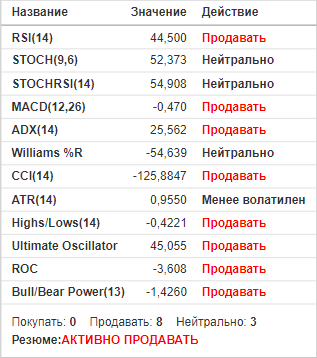 Название Значение Действие
RSI(14) 44,500 Продавать
STOCH(9,6) 52,373 Нейтрально
STOCHRSI(14) 54,908 Нейтрально
MACD(12,26) -0,470 Продавать
ADX(14) 25,562 Продавать
Williams %R -54,639 Нейтрально
CCI(14) -125,8847 Продавать
ATR(14) 0,9550 Менее волатилен
Highs/Lows(14) -0,4221 Продавать
Ultimate Oscillator 45,055 Продавать
ROC -3,608 Продавать
Bull/Bear Power(13) -1,4260 Продавать
Покупать: 0 Продавать: 8 Нейтрально: 3
Резюме:АКТИВНО ПРОДАВАТЬ